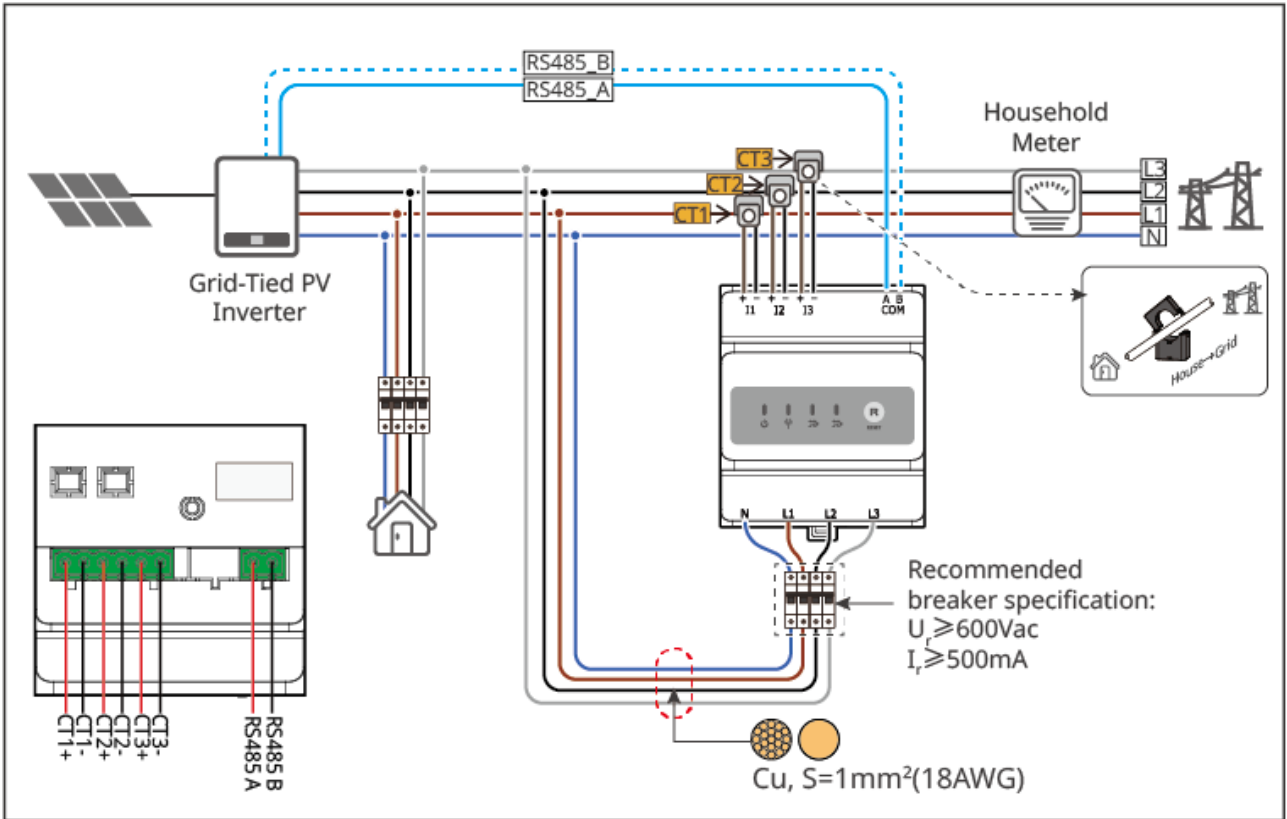 RS485_B
RS485_A
Household
Meter
CT3
CT2
CT1
L3
L2
L1
N
Grid-Tied PV
Inverter
+ - + - + -
I1 I2 I3
A B
COM
House→Grid
R
N L1 L2 L3
Recommended
breaker specification:
Uᵣ⩾600Vac
Iᵣ⩾500mA
CT1+
CT1-
CT2+
CT2-
CT3+
CT3-
RS485 A
RS485 B
Cu, S=1mm²(18AWG)